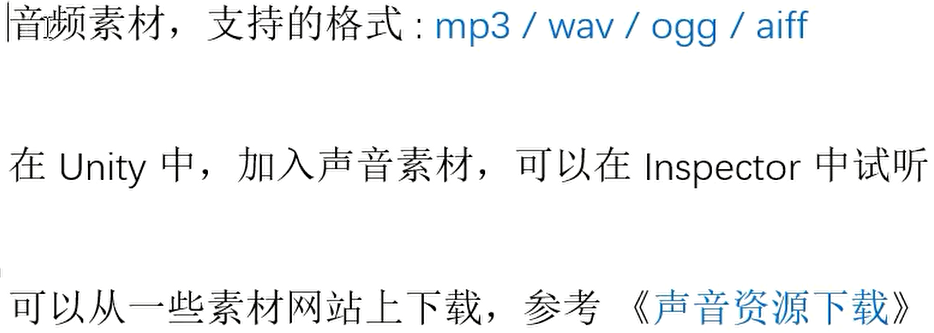 音频素材，支持的格式 : mp3 / wav / ogg / aiff
在 Unity 中，加入声音素材，可以在 Inspector 中试听
可以从一些素材网站上下载，参考 《声音资源下载》